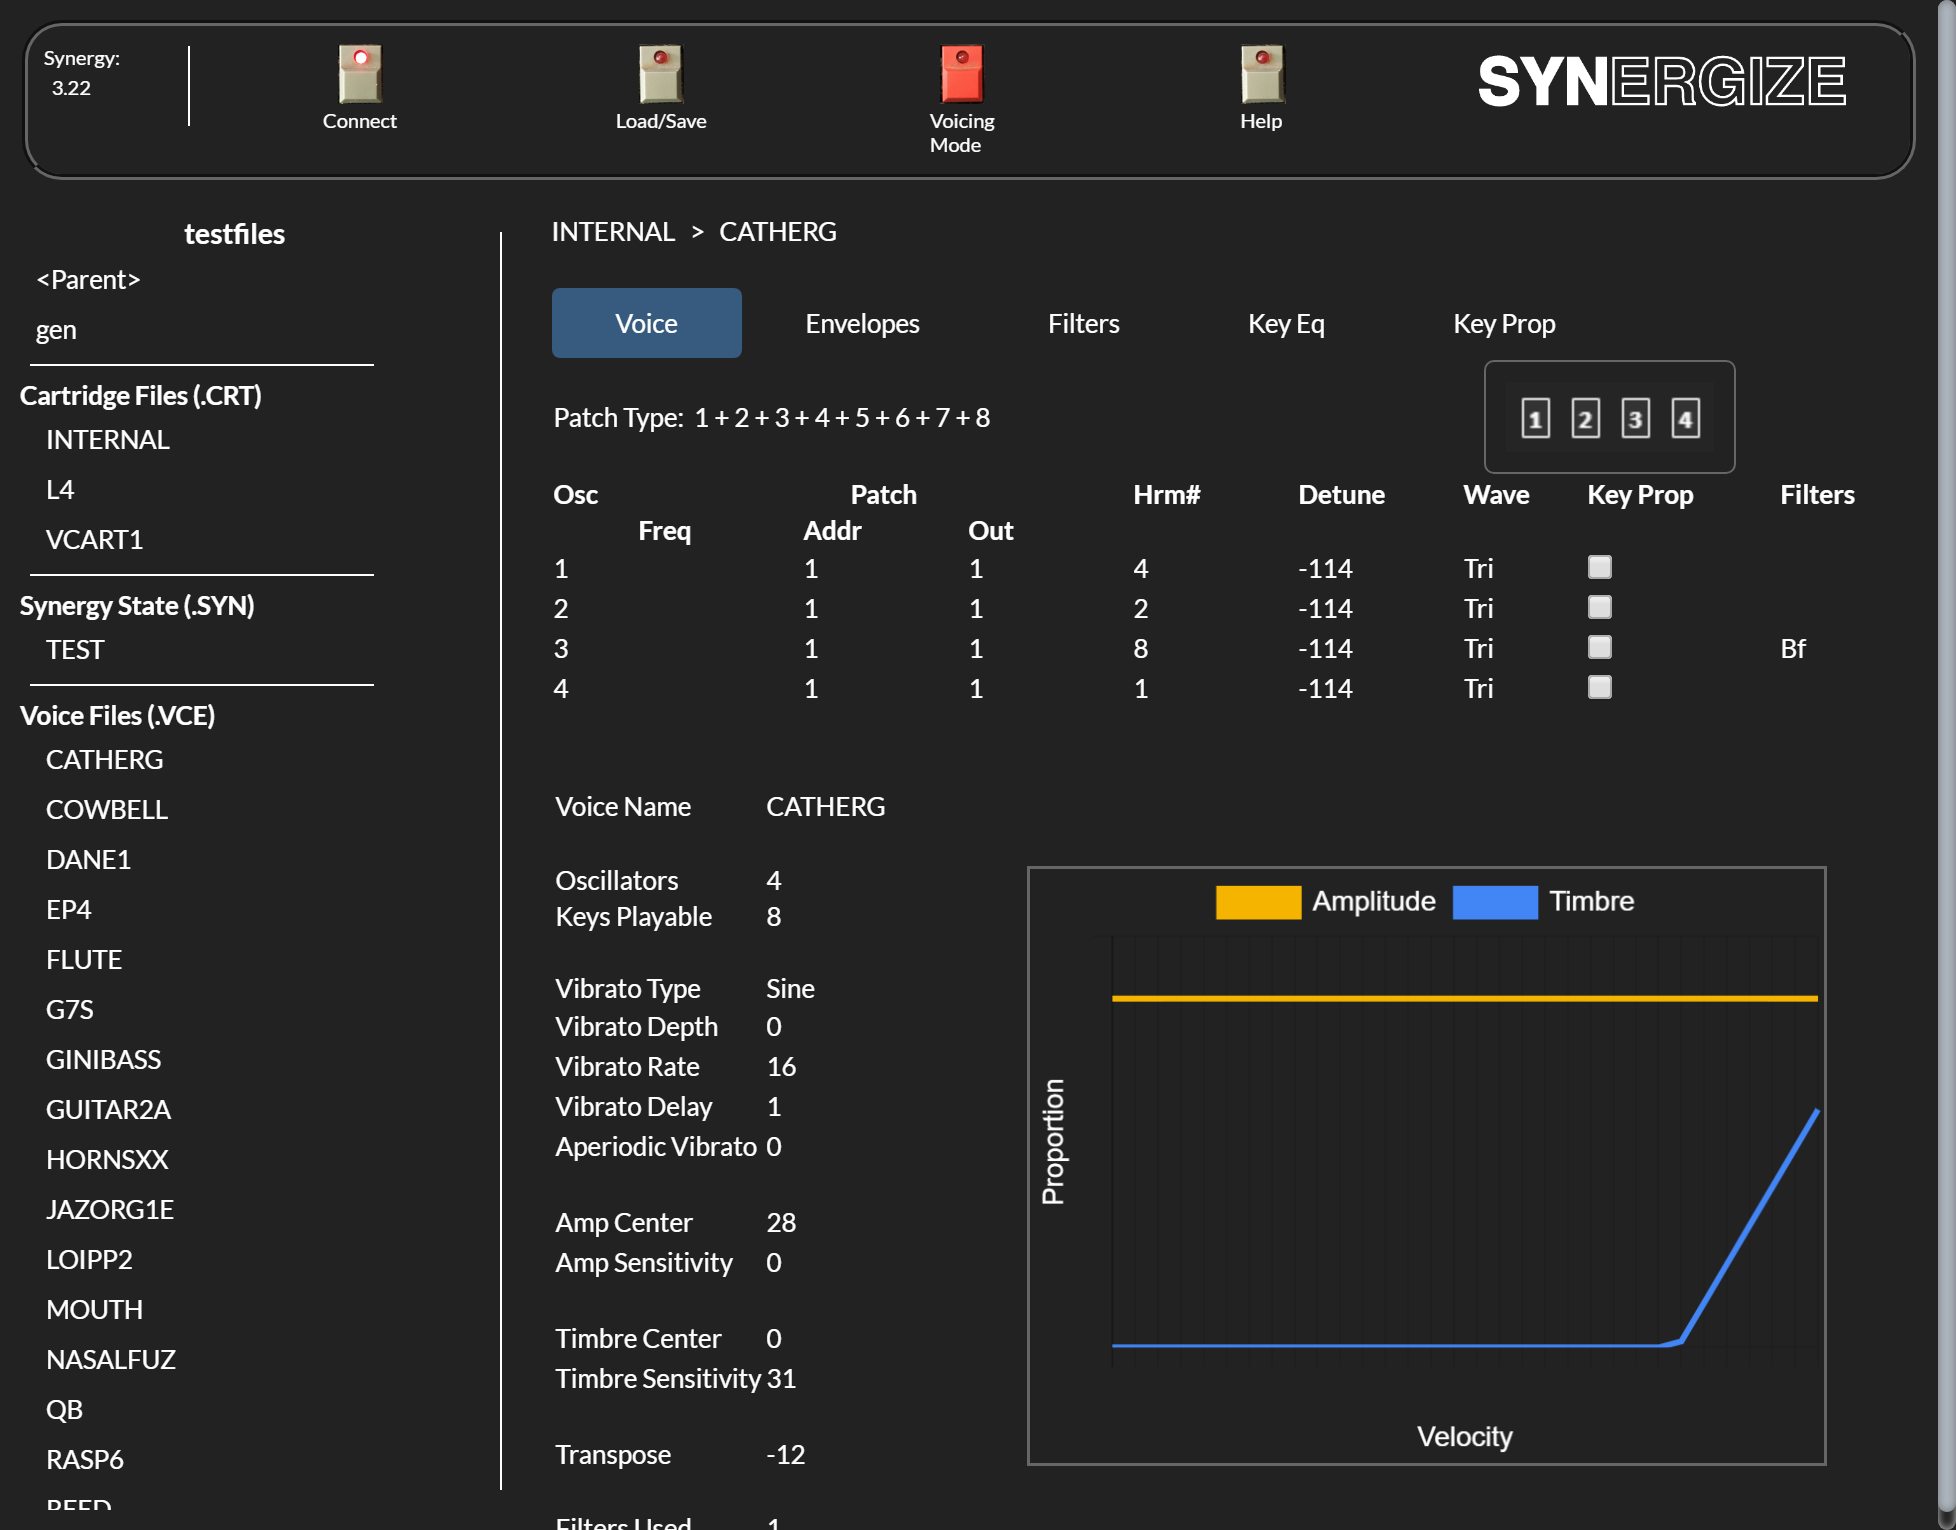 Synergy:
3.22
Connect
Load/Save
Voicing
Mode
Help
SYNERGIZE
testfiles
<Parent>
gen
Cartridge Files (.CRT)
INTERNAL
L4
VCART1
Synergy State (.SYN)
TEST
Voice Files (.VCE)
CATHERG
COWBELL
DANE1
EP4
FLUTE
G7S
GINIBASS
GUITAR2A
HORNSXX
JAZORG1E
LOIPP2
MOUTH
NASALFUZ
QB
RASP6
REED
INTERNAL > CATHERG
Voice Envelopes Filters Key Eq Key Prop
Patch Type: 1 + 2 + 3 + 4 + 5 + 6 + 7 + 8
1 2 3 4
Osc Patch Hrm# Detune Wave Key Prop Filters
Freq Addr Out
1 1 1 4 -114 Tri
2 1 1 2 -114 Tri
3 1 1 8 -114 Tri Bf
4 1 1 1 -114 Tri
Voice Name CATHERG
Oscillators 4
Keys Playable 8
Vibrato Type Sine
Vibrato Depth 0
Vibrato Rate 16
Vibrato Delay 1
Aperiodic Vibrato 0
Amp Center 28
Amp Sensitivity 0
Timbre Center 0
Timbre Sensitivity 31
Transpose -12
Filters Used 1
Amplitude Timbre
Proportion
Velocity